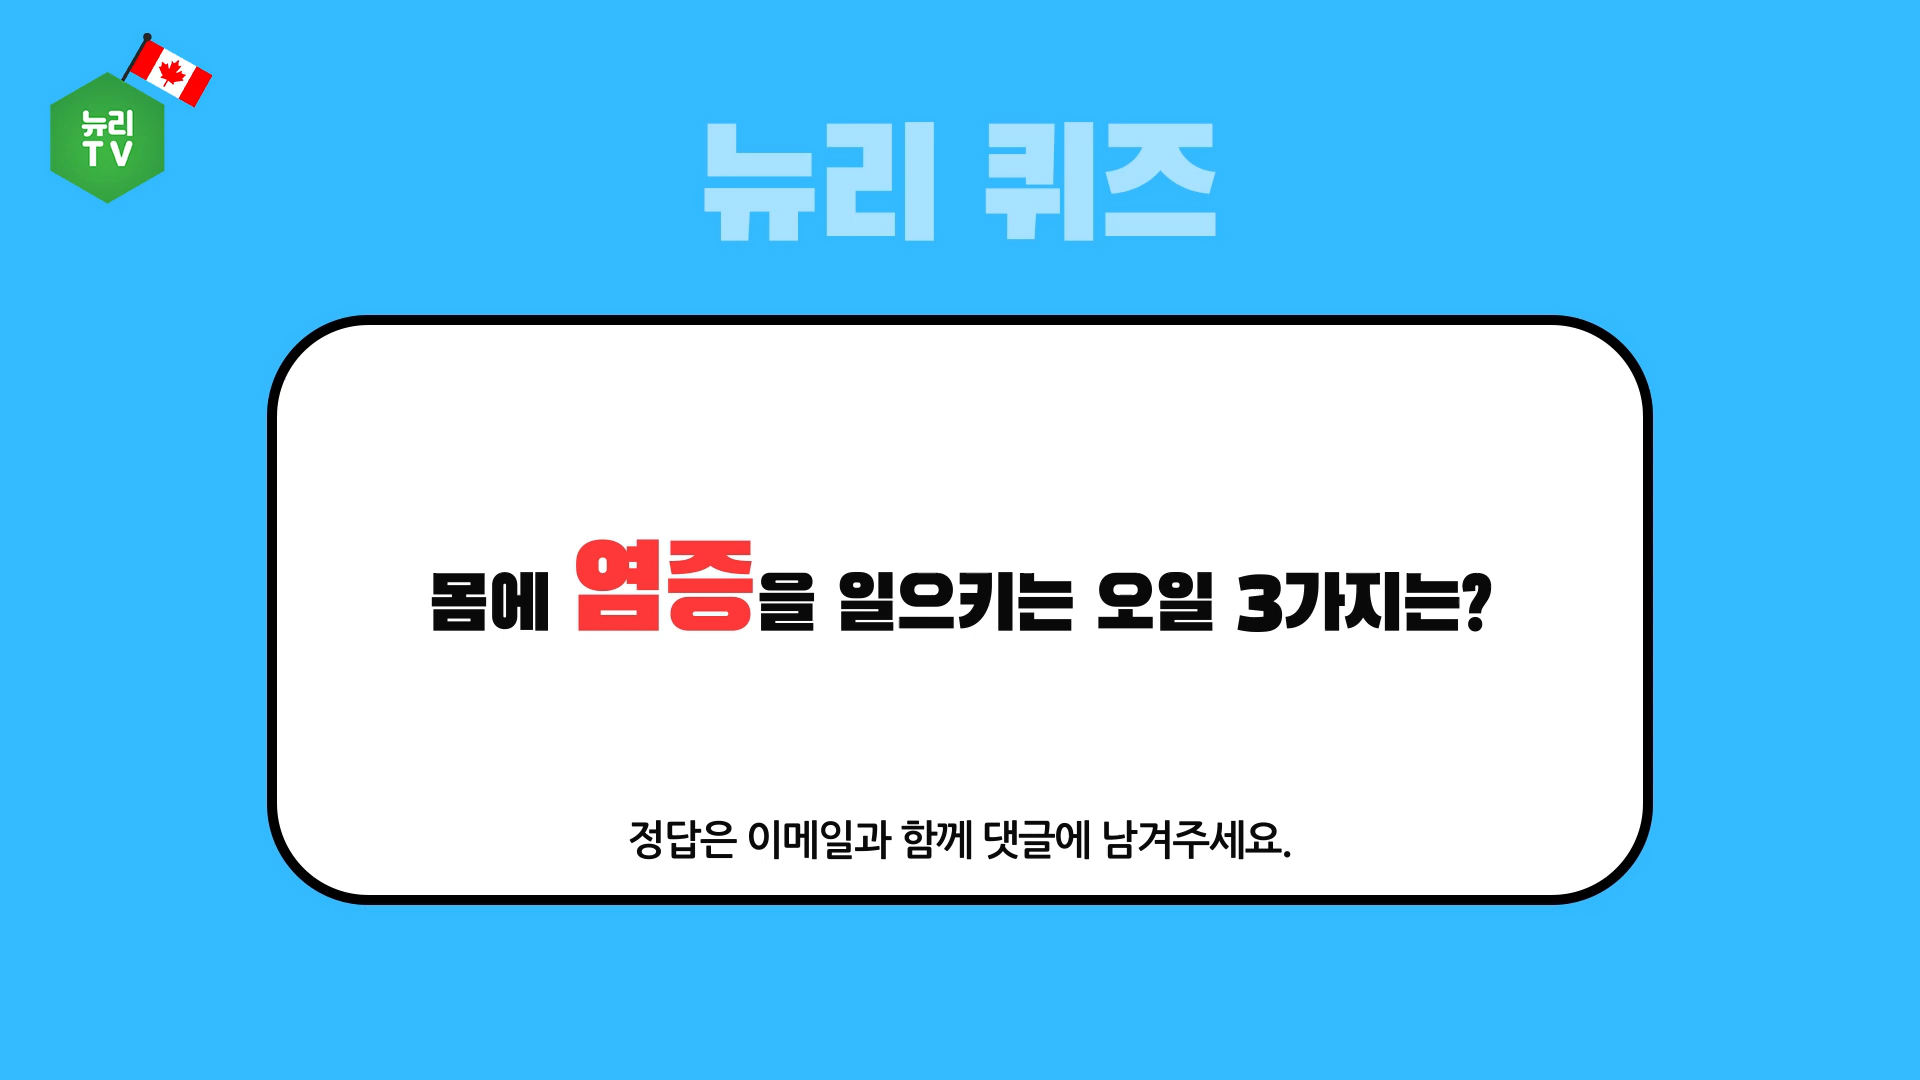 뉴리
TV
뉴리 퀴즈
몸에 염증을 일으키는 오일 3가지는?
정답은 이메일과 함께 댓글에 남겨주세요.